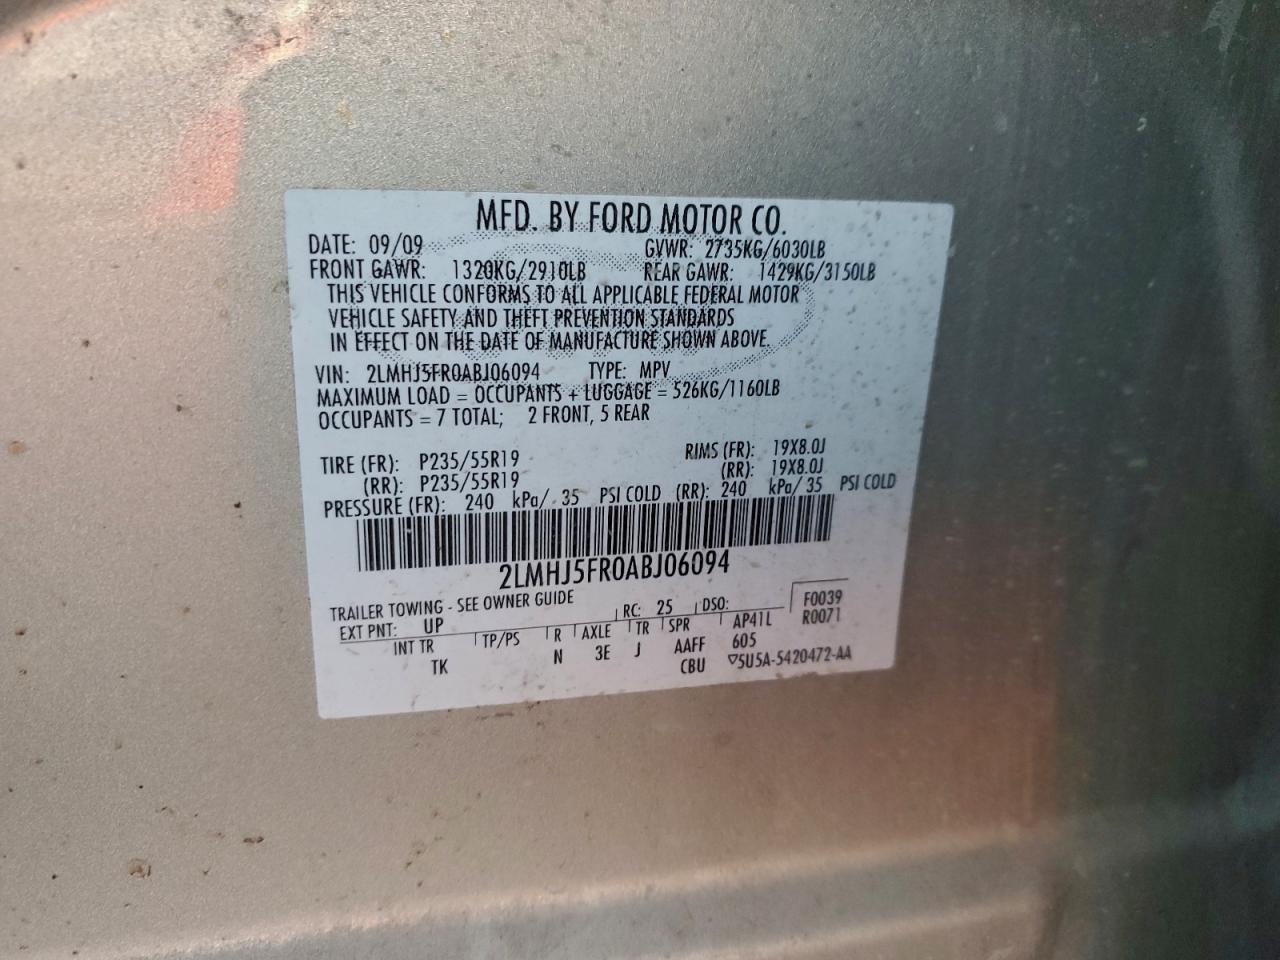 MFD. BY FORD MOTOR CO.
DATE: 09/09 GVWR: 2735KG/6030LB
FRONT GAWR: 1320KG/2910LB REAR GAWR: 1429KG/3150LB
THIS VEHICLE CONFORMS TO ALL APPLICABLE FEDERAL MOTOR
VEHICLE SAFETY AND THEFT PREVENTION STANDARDS
IN EFFECT ON THE DATE OF MANUFACTURE SHOWN ABOVE.
VIN: 2LMHJ5FR0ABJ06094 TYPE: MPV
MAXIMUM LOAD = OCCUPANTS + LUGGAGE = 526KG/1160LB
OCCUPANTS = 7 TOTAL; 2 FRONT, 5 REAR
TIRE (FR): P235/55R19 RIMS (FR): 19X8.0J
(RR): P235/55R19 (RR): 19X8.0J
PRESSURE (FR): 240 kPa/ 35 PSI COLD (RR): 240 kPa/ 35 PSI COLD
2LMHJ5FR0ABJ06094
TRAILER TOWING - SEE OWNER GUIDE
EXT PNT: UP RC: 25 DSO: F0039
R0071
INT TR TP/PS R AXLE TR SPR AP41L
TK N 3E J AAFF 605
CBU ▽5U5A-5420472-AA